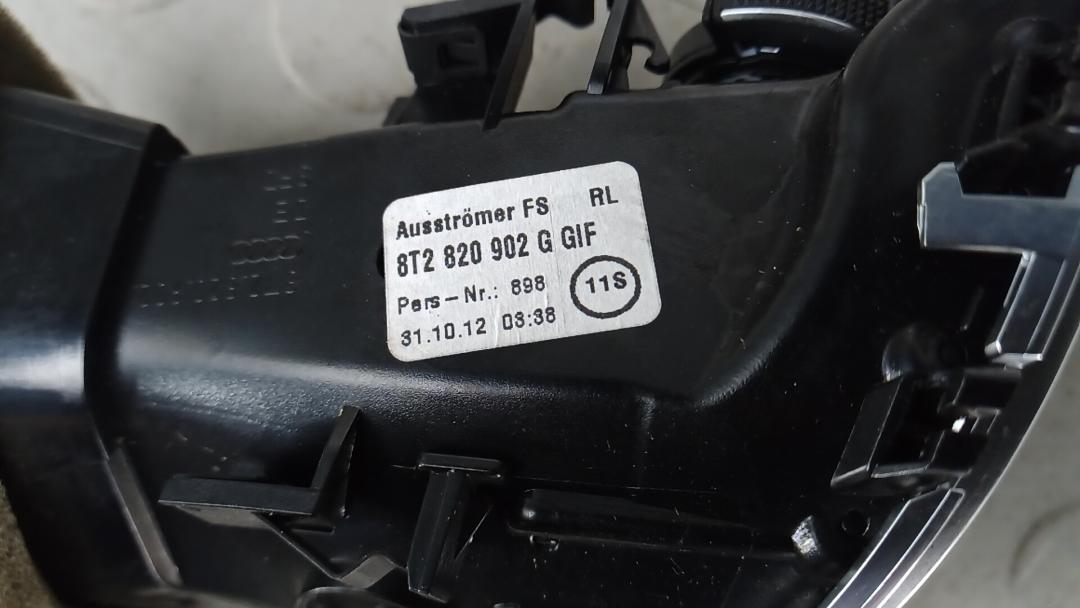 Ausströmer FS RL
8T2 820 902 G GIF
Pers-Nr.: 898
11S
31.10.12 03:38